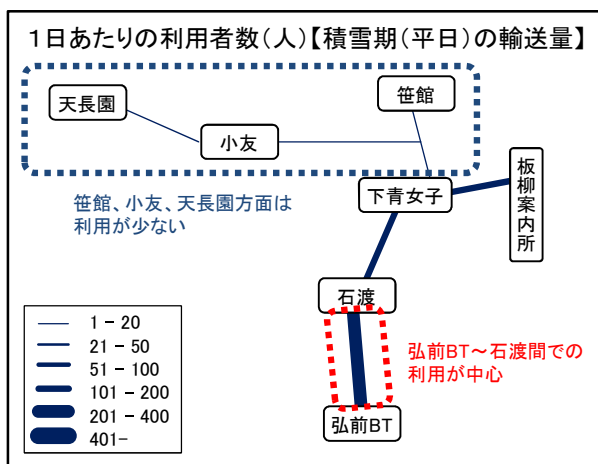 1日あたりの利用者数(人)【積雪期(平日)の輸送量】
天長園
笹館
小友
下青女子
板柳案内所
笹館、小友、天長園方面は
利用が少ない
石渡
弘前BT～石渡間での
利用が中心
弘前BT
1 - 20
21 - 50
51 - 100
101 - 200
201 - 400
401-